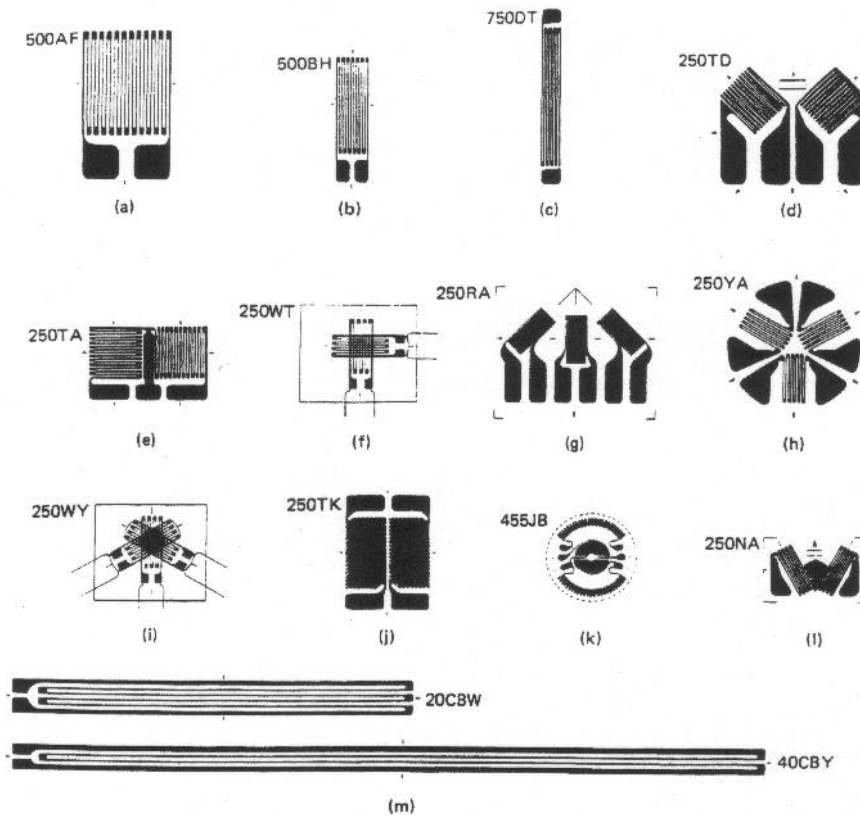 500AF
500BH
750DT
250TD
(a)
(b)
(c)
(d)
250TA
250WT
250RA
250YA
(e)
(f)
(g)
(h)
250WY
250TK
455JB
250NA
(i)
(j)
(k)
(l)
20CBW
40CBY
(m)